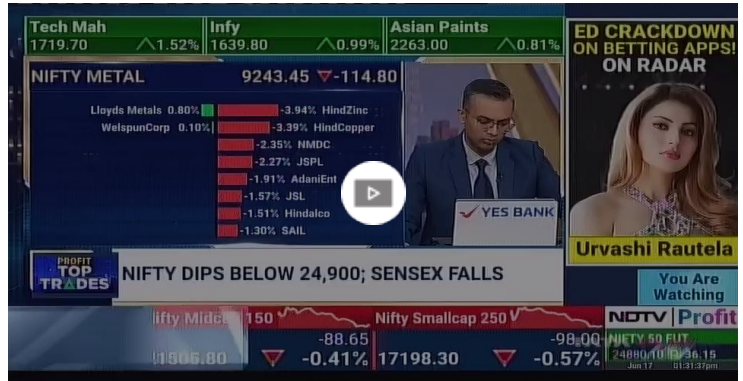 Tech Mah
1719.70 1.52%
Infy
1639.80 0.99%
Asian Paints
2263.00 0.81%
NIFTY METAL 9243.45 -114.80
Lloyds Metals 0.80% -3.94% HindZinc
WelspunCorp 0.10% -3.39% HindCopper
-2.35% NMDC
-2.27% JSPL
-1.91% AdaniEnt
-1.57% JSL
-1.51% Hindalco
-1.30% SAIL
YES BANK
ED CRACKDOWN
ON BETTING APPS!
ON RADAR
Urvashi Rautela
PROFIT
TOP
TRADES
NIFTY DIPS BELOW 24,900; SENSEX FALLS
You Are
Watching
150
-88.65
-0.41%
Nifty Smallcap 250
-98.00
17198.30 -0.57%
NDTV Profit
NIFTY 50 FUT
Jun 17 01:31:37pm